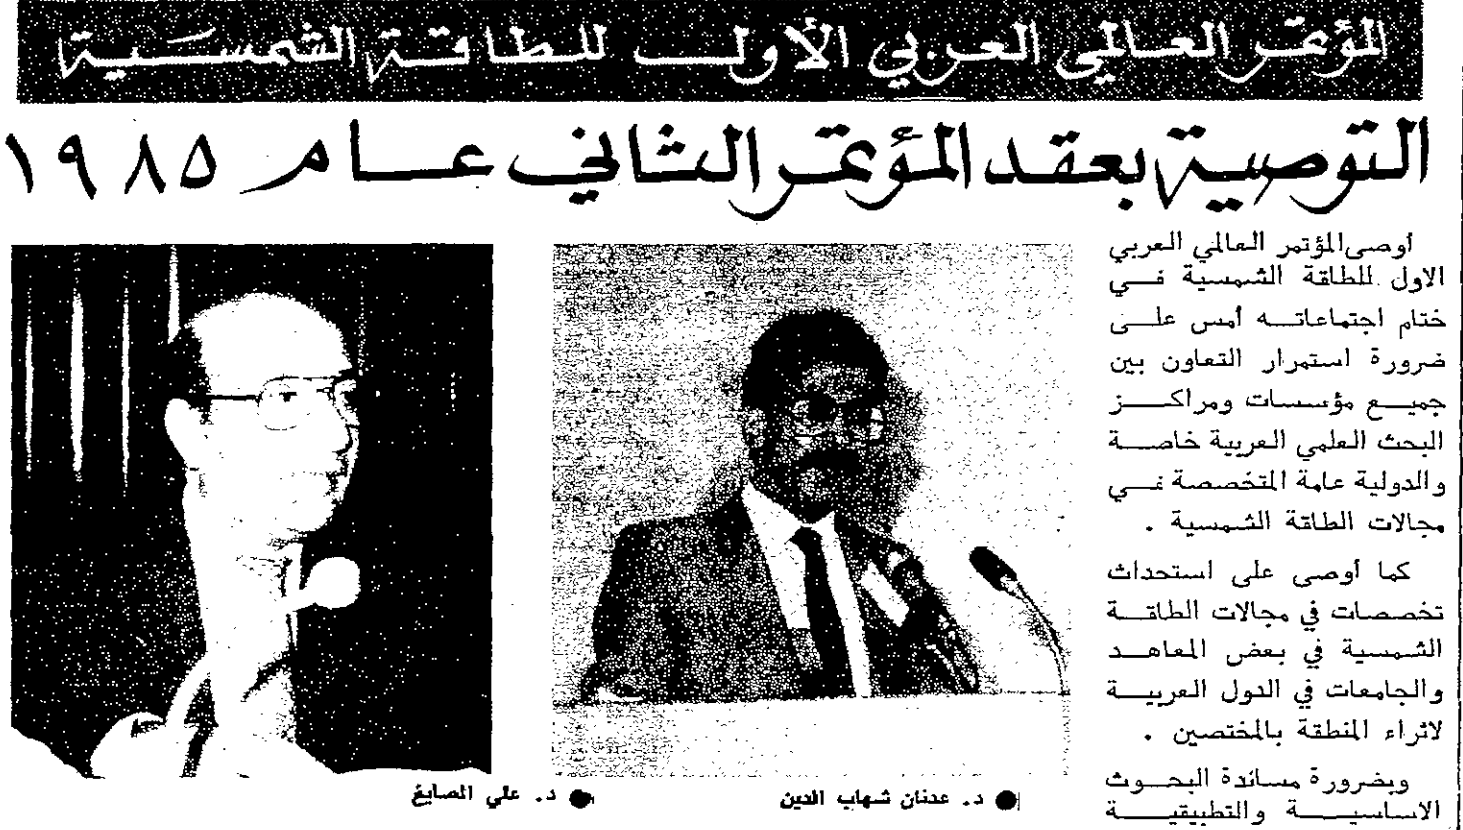 المؤتمر العالمي العربي الأول للطاقة الشمسية
التوصية بعقد المؤتمر الثاني عام ١٩٨٥
أوصى المؤتمر العالمي العربي
الاول للطاقة الشمسية في
ختام اجتماعاته أمس على
ضرورة استمرار التعاون بين
جميع مؤسسات ومراكز
البحث العلمي العربية خاصة
والدولية عامة المتخصصة في
مجالات الطاقة الشمسية .
كما أوصى على استحداث
تخصصات في مجالات الطاقة
الشمسية في بعض المعاهد
والجامعات في الدول العربية
لاثراء المنطقة بالمختصين .
وبضرورة مساندة البحوث
الاساسية والتطبيقية
د. عدنان شهاب الدين
د. علي الصايغ